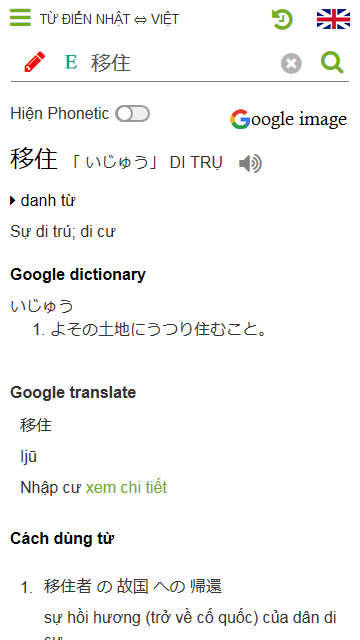 TỪ ĐIỂN NHẬT ⇔ VIỆT
E 移住
Hiện Phonetic
Google image
移住 「 いじゅう」 DI TRỤ
danh từ
Sự di trú; di cư
Google dictionary
いじゅう
1. よその土地にうつり住むこと。
Google translate
移住
Ijū
Nhập cư xem chi tiết
Cách dùng từ
1. 移住者 の 故国 への 帰還
sự hồi hương (trở về cố quốc) của dân di
cư